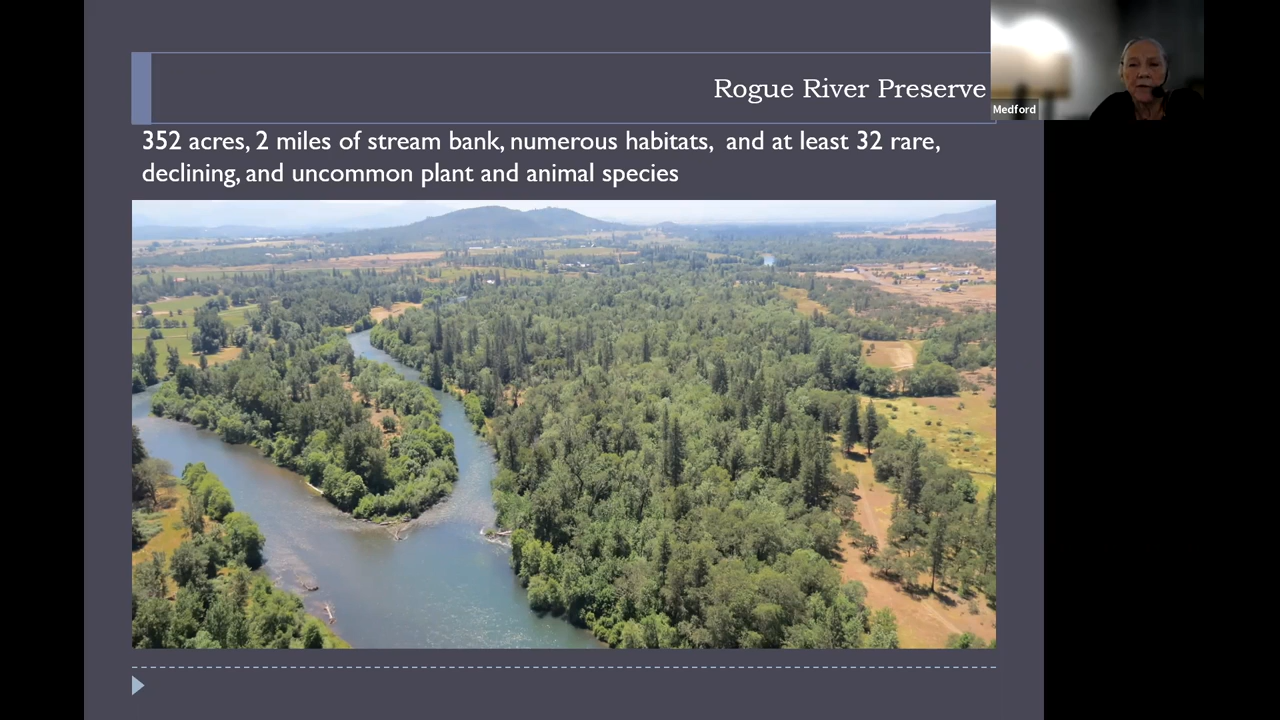 Rogue River Preserve
Medford
352 acres, 2 miles of stream bank, numerous habitats, and at least 32 rare,
declining, and uncommon plant and animal species